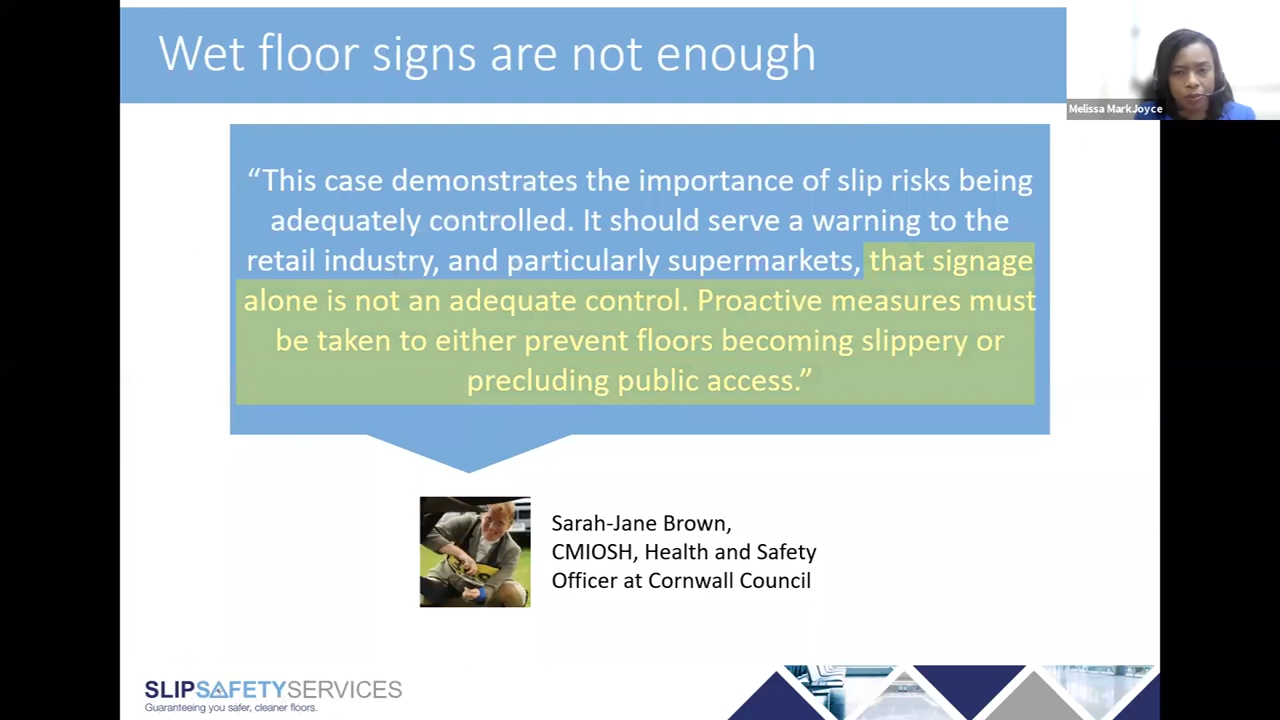 Wet floor signs are not enough
Melissa MarkJoyce
“This case demonstrates the importance of slip risks being
adequately controlled. It should serve a warning to the
retail industry, and particularly supermarkets, that signage
alone is not an adequate control. Proactive measures must
be taken to either prevent floors becoming slippery or
precluding public access.”
Sarah-Jane Brown,
CMIOSH, Health and Safety
Officer at Cornwall Council
SLIPSAFETYSERVICES
Guaranteeing you safer, cleaner floors.